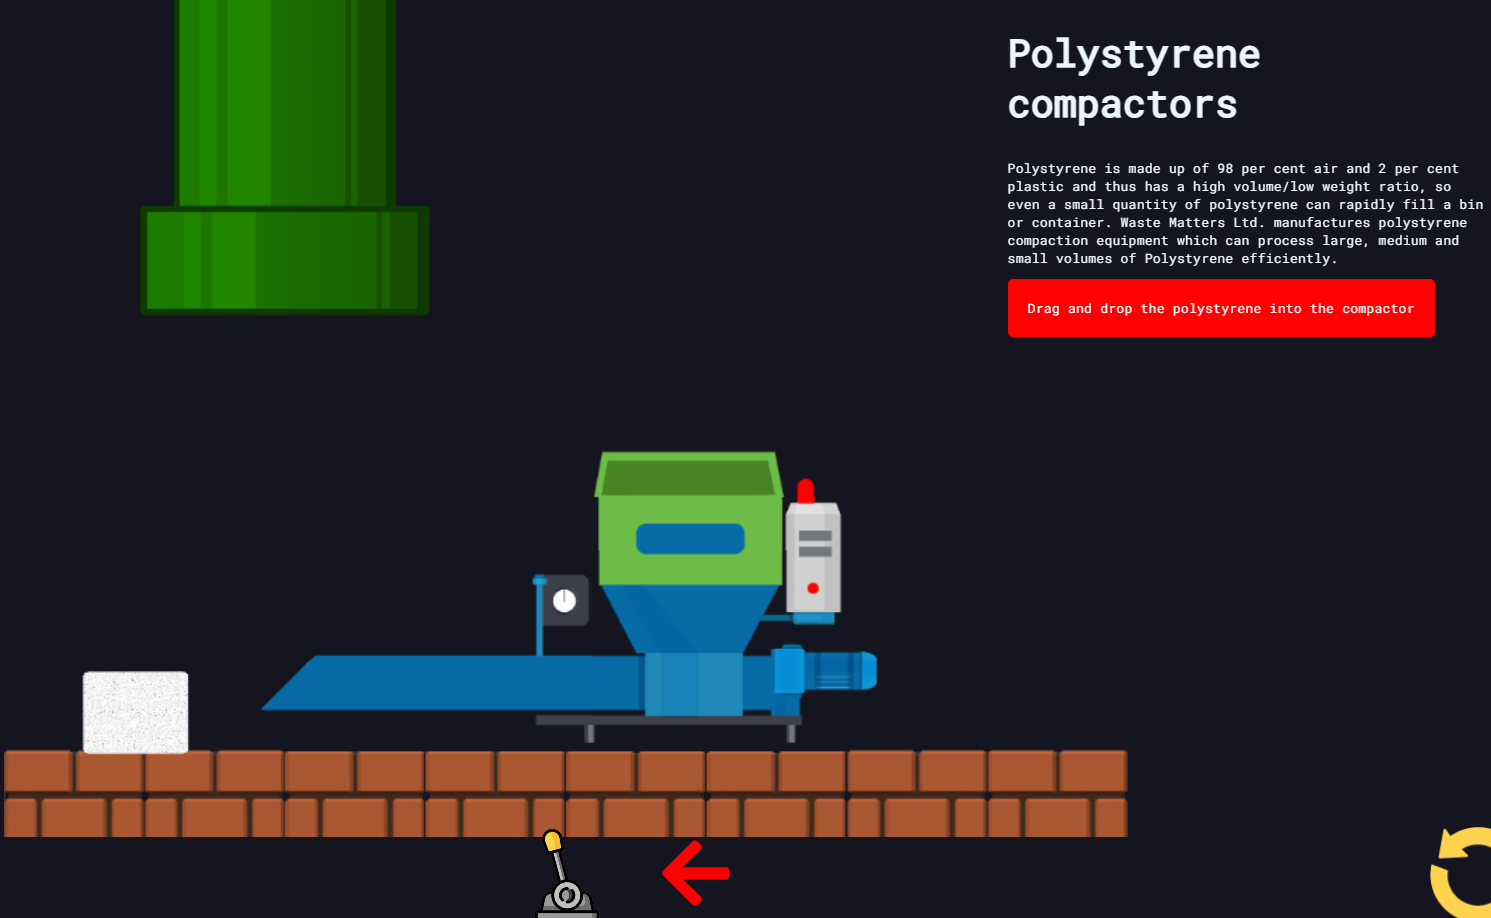 Polystyrene
compactors
Polystyrene is made up of 98 per cent air and 2 per cent
plastic and thus has a high volume/low weight ratio, so
even a small quantity of polystyrene can rapidly fill a bin
or container. Waste Matters Ltd. manufactures polystyrene
compaction equipment which can process large, medium and
small volumes of Polystyrene efficiently.
Drag and drop the polystyrene into the compactor